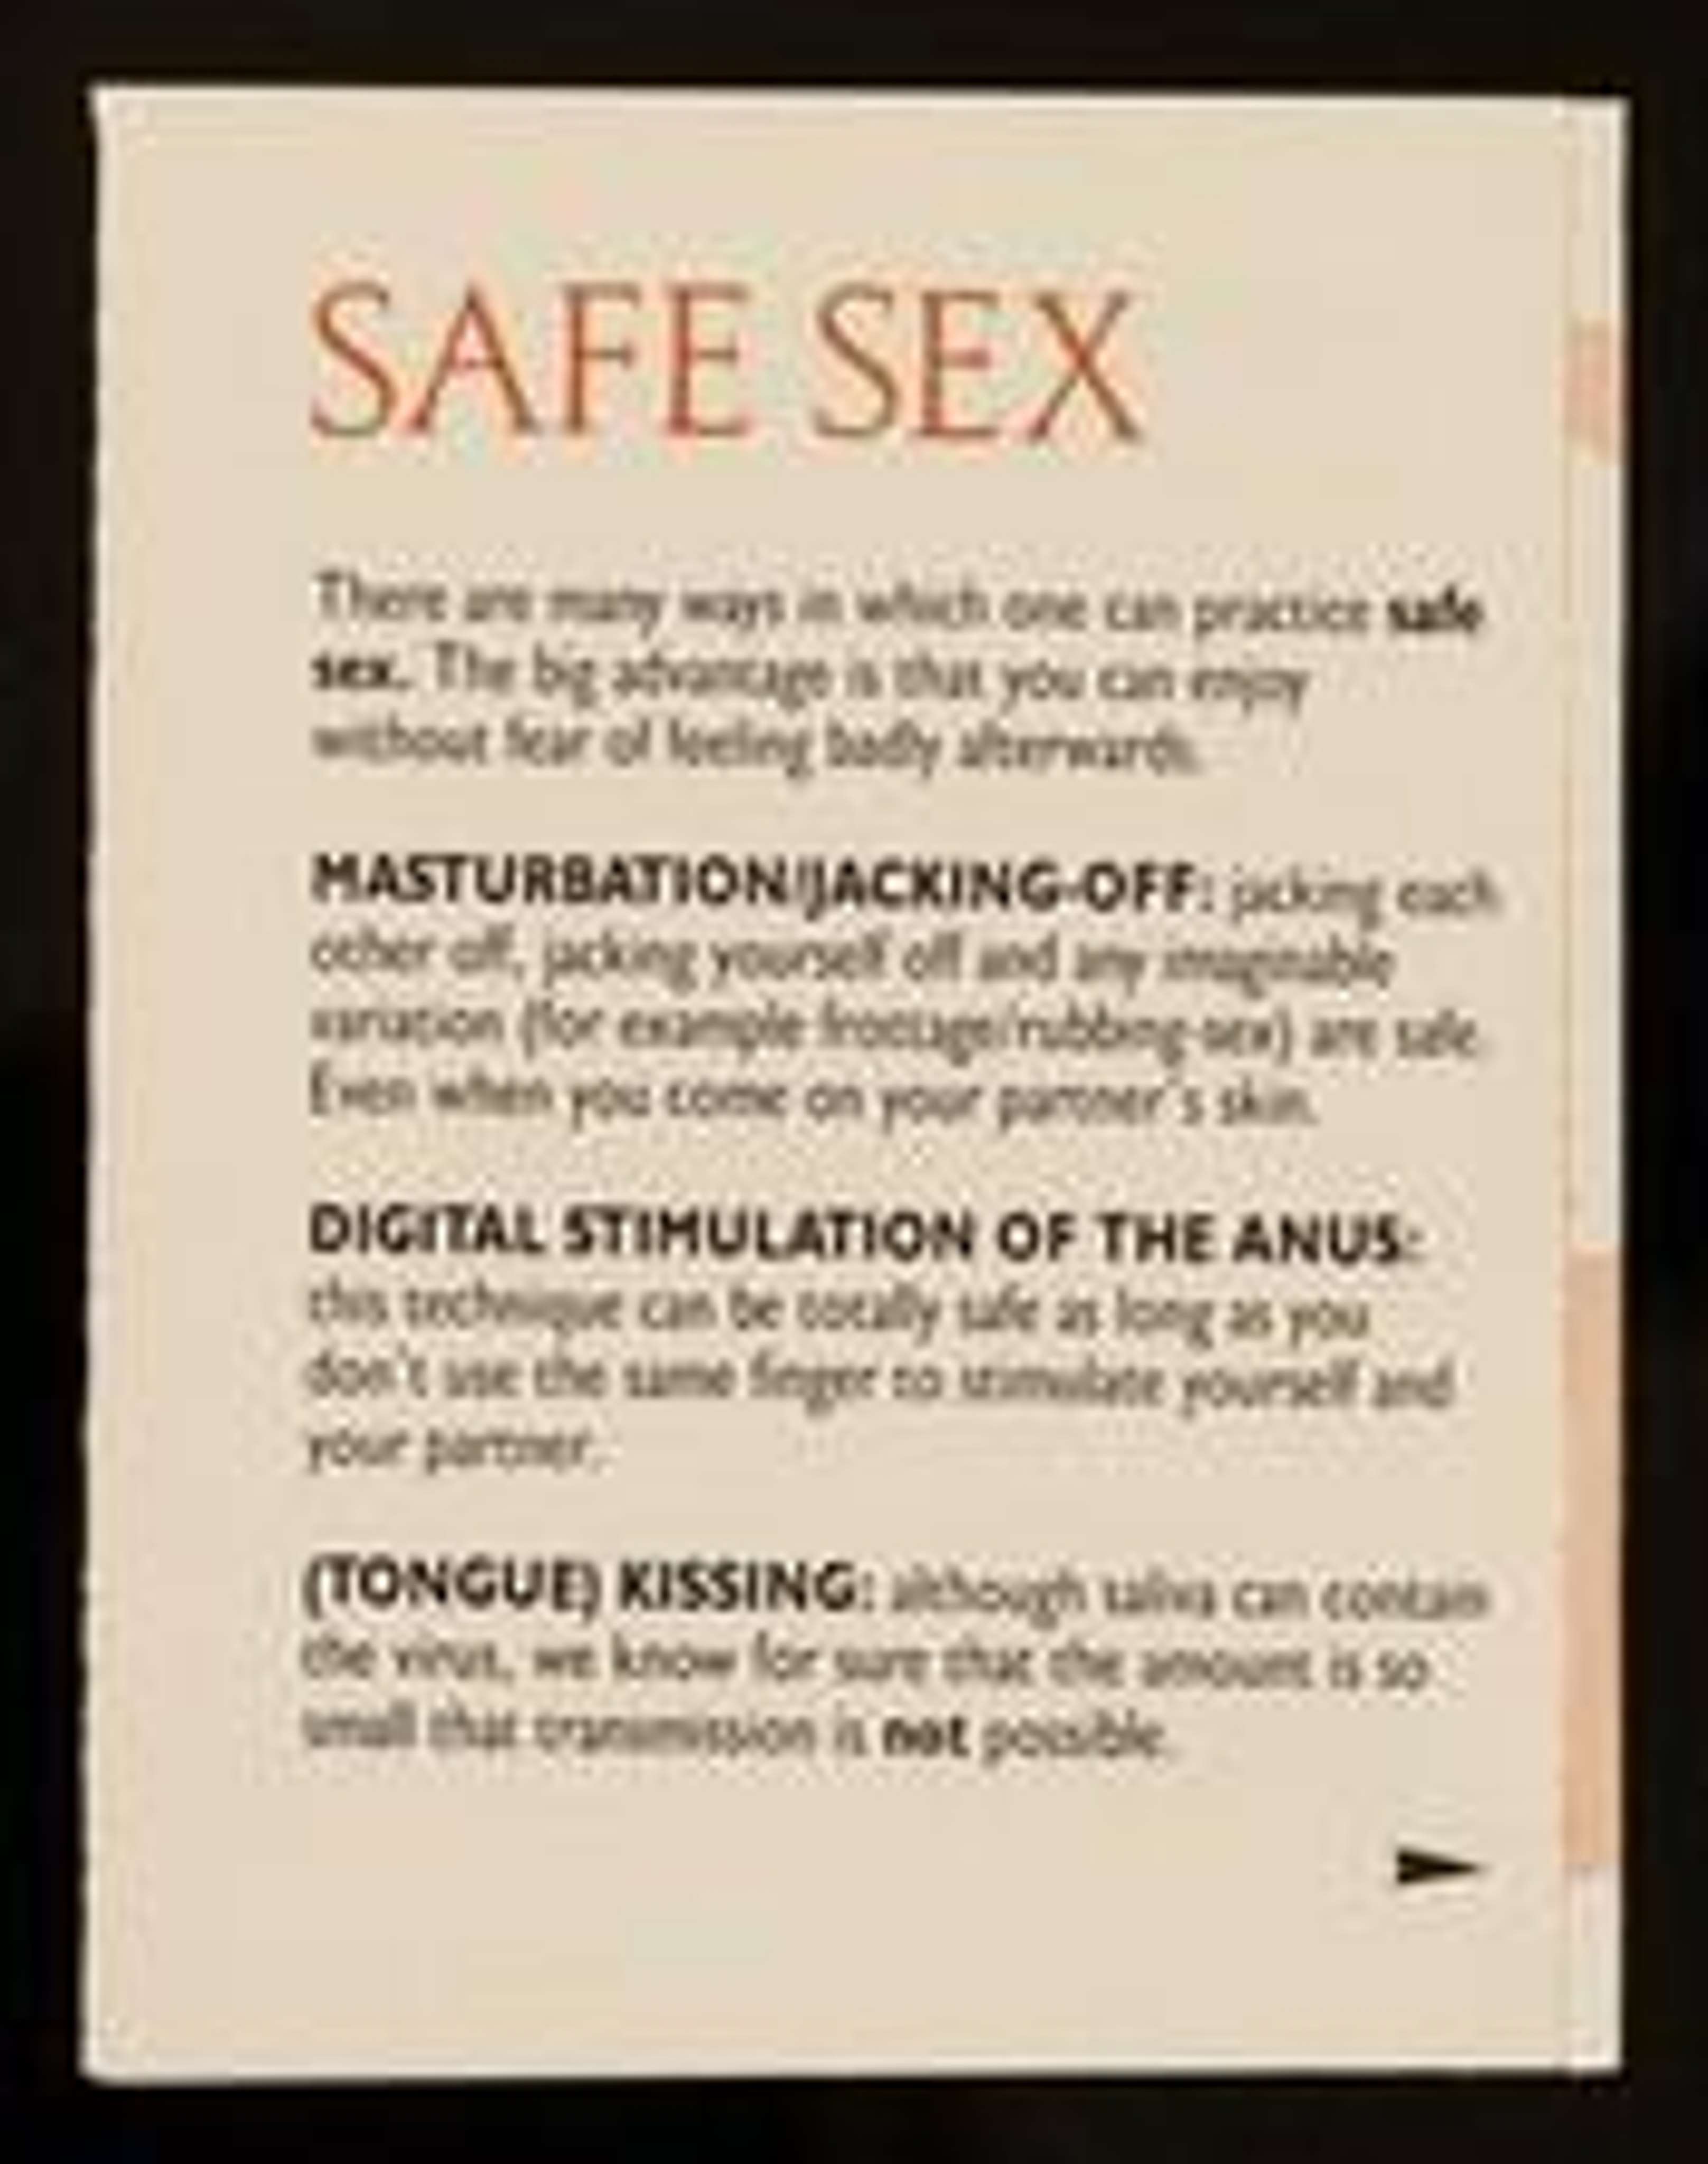 SAFE SEX
There are many ways in which one can practice safe
sex. The big advantage is that you can enjoy
without fear of feeling badly afterwards.
MASTURBATION/JACKING-OFF: jacking each
other off, jacking yourself off and any imaginable
variation (for example frottage/rubbing-sex) are safe.
Even when you come on your partner's skin.
DIGITAL STIMULATION OF THE ANUS:
this technique can be totally safe as long as you
don't use the same finger to stimulate yourself and
your partner.
(TONGUE) KISSING: although saliva can contain
the virus, we know for sure that the amount is so
small that transmission is not possible.